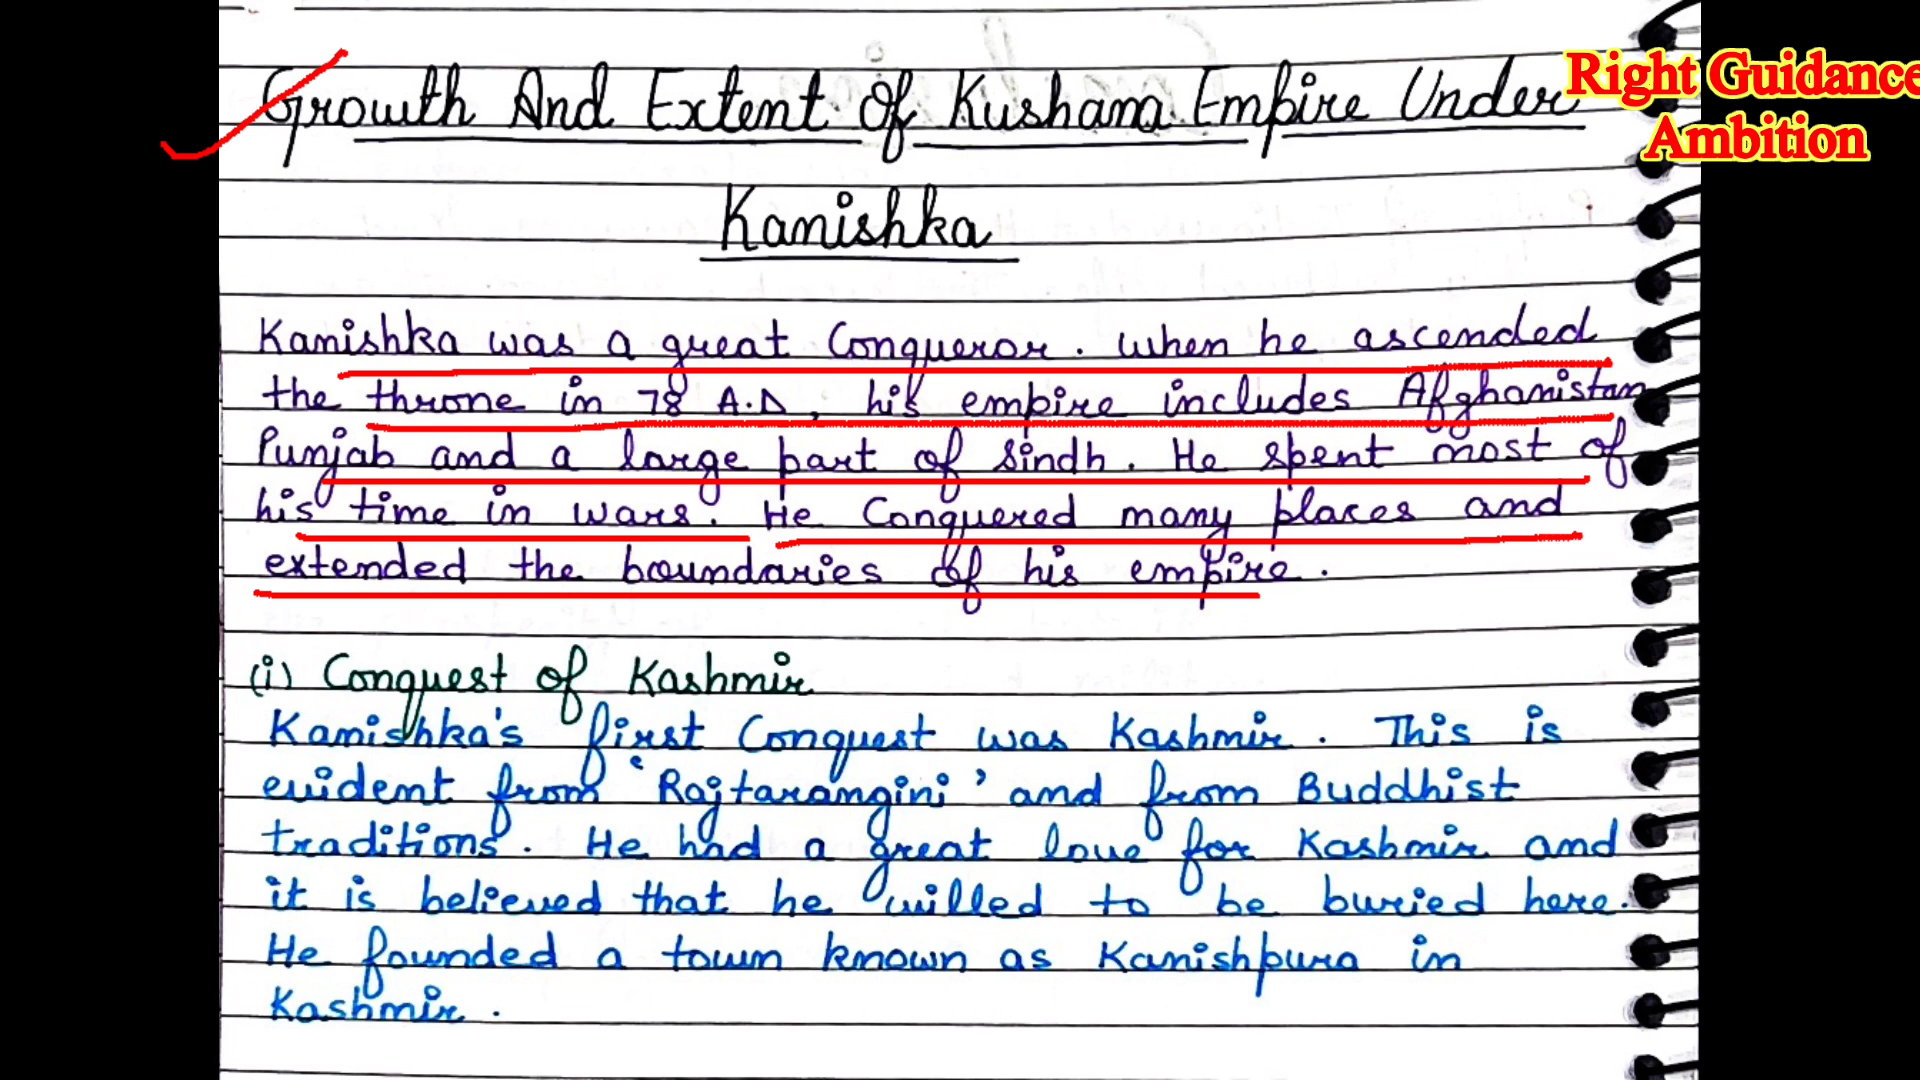 Growth And Extent Of Kushana Empire Under
Kanishka
Right Guidance
Ambition
Kanishka was a great Conqueror. when he ascended
the throne in 78 A.D, his empire includes Afghanistan
Punjab and a large part of Sindh. He spent most of
his time in wars. He Conquered many places and
extended the boundaries of his empire.
(i) Conquest of Kashmir
Kanishka's first Conquest was Kashmir. This is
evident from 'Rajtarangini' and from Buddhist
traditions. He had a great love for Kashmir and
it is believed that he willed to be buried here.
He founded a town known as Kanishpura in
Kashmir.